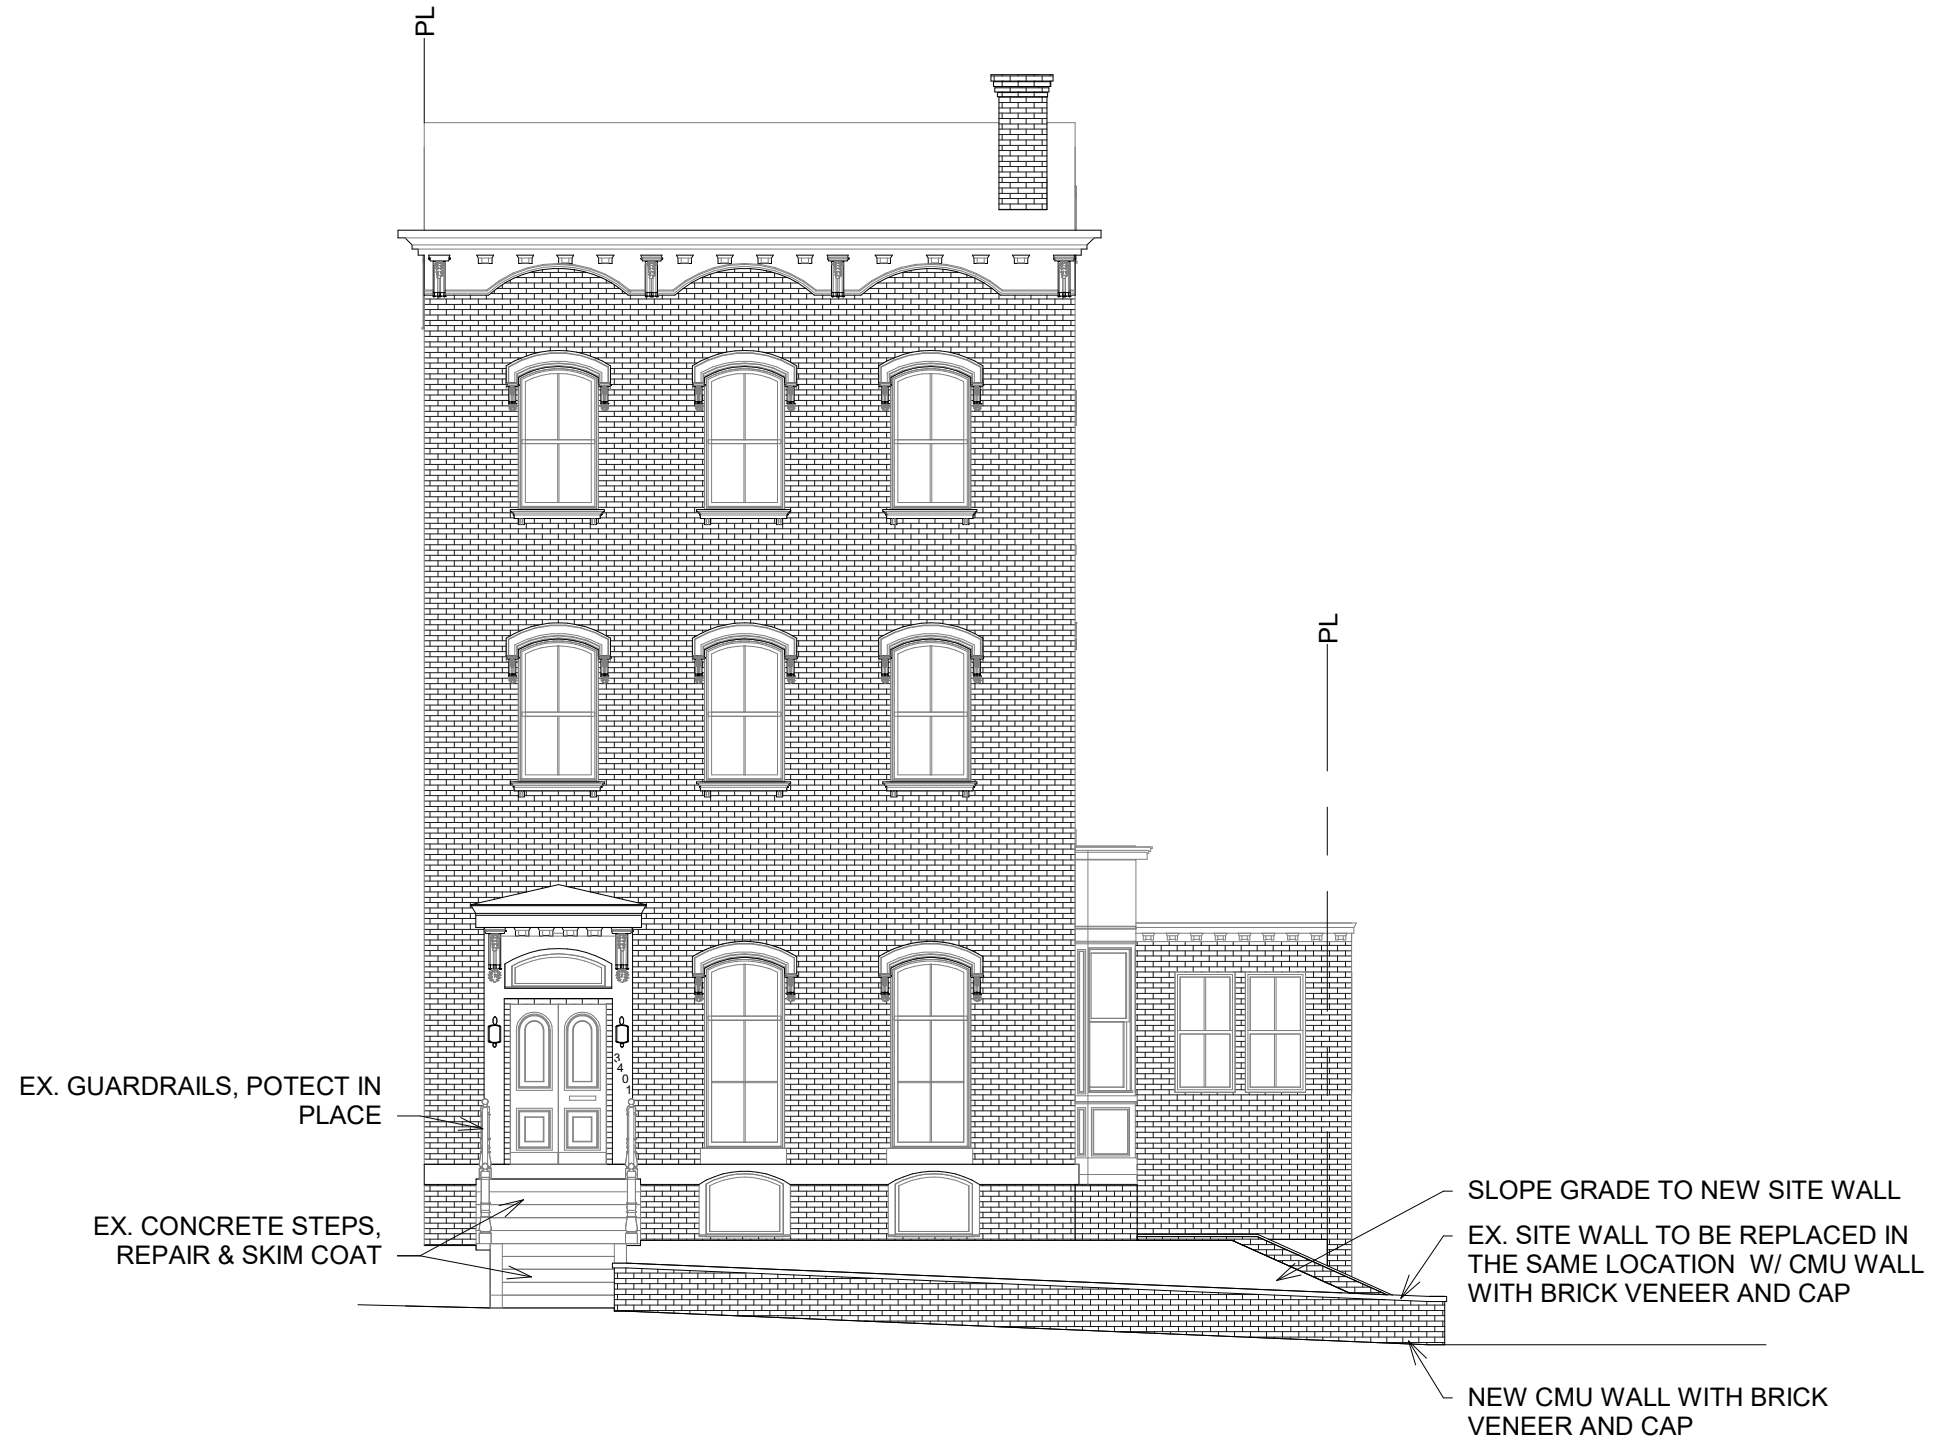 PL
PL
3
4
0
1
EX. GUARDRAILS, POTECT IN
PLACE
EX. CONCRETE STEPS,
REPAIR & SKIM COAT
SLOPE GRADE TO NEW SITE WALL
EX. SITE WALL TO BE REPLACED IN
THE SAME LOCATION W/ CMU WALL
WITH BRICK VENEER AND CAP
NEW CMU WALL WITH BRICK
VENEER AND CAP